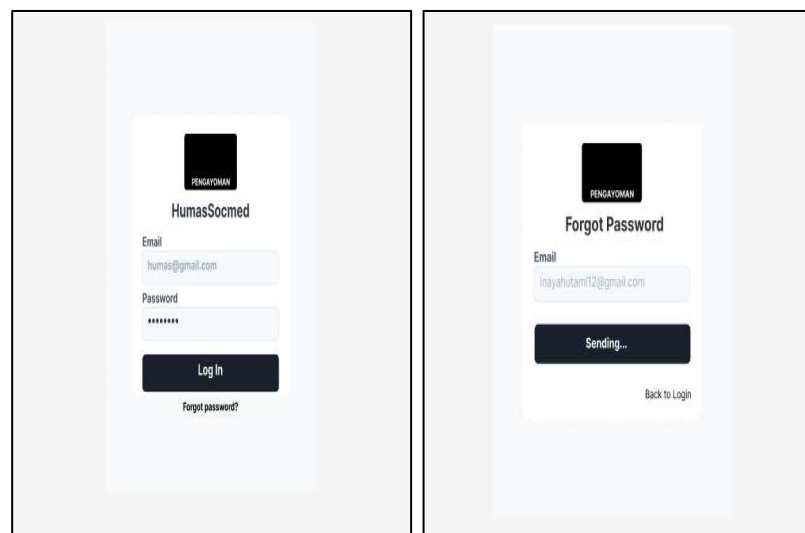 PENGAYOMAN
HumasSocmed
Email
humas@gmail.com
Password
••••••••
Log In
Forgot password?
PENGAYOMAN
Forgot Password
Email
inayahutami12@gmail.com
Sending...
Back to Login